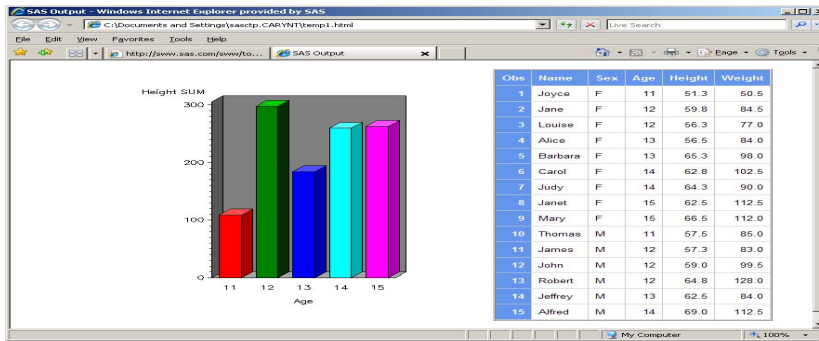 SAS Output - Windows Internet Explorer provided by SAS
C:\Documents and Settings\sasctp.CARYNT\temp1.html
Live Search
File Edit View Favorites Tools Help
http://sww.sas.com/sww/to...
SAS Output
Page
Tools
Height SUM
300
200
100
0
11 12 13 14 15
Age
Obs Name Sex Age Height Weight
1 Joyce F 11 51.3 50.5
2 Jane F 12 59.8 84.5
3 Louise F 12 56.3 77.0
4 Alice F 13 56.5 84.0
5 Barbara F 13 65.3 98.0
6 Carol F 14 62.8 102.5
7 Judy F 14 64.3 90.0
8 Janet F 15 62.5 112.5
9 Mary F 15 66.5 112.0
10 Thomas M 11 57.5 85.0
11 James M 12 57.3 83.0
12 John M 12 59.0 99.5
13 Robert M 12 64.8 128.0
14 Jeffrey M 13 62.5 84.0
15 Alfred M 14 69.0 112.5
My Computer
100%